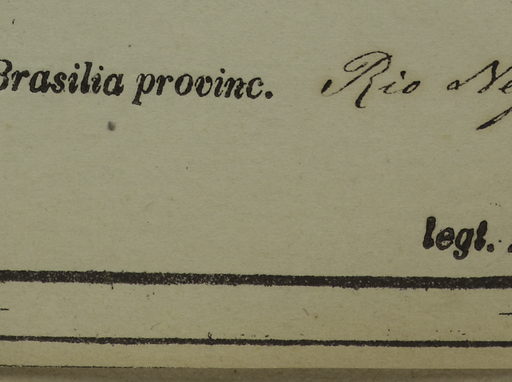 Brasilia provinc. Rio Ne
legl.